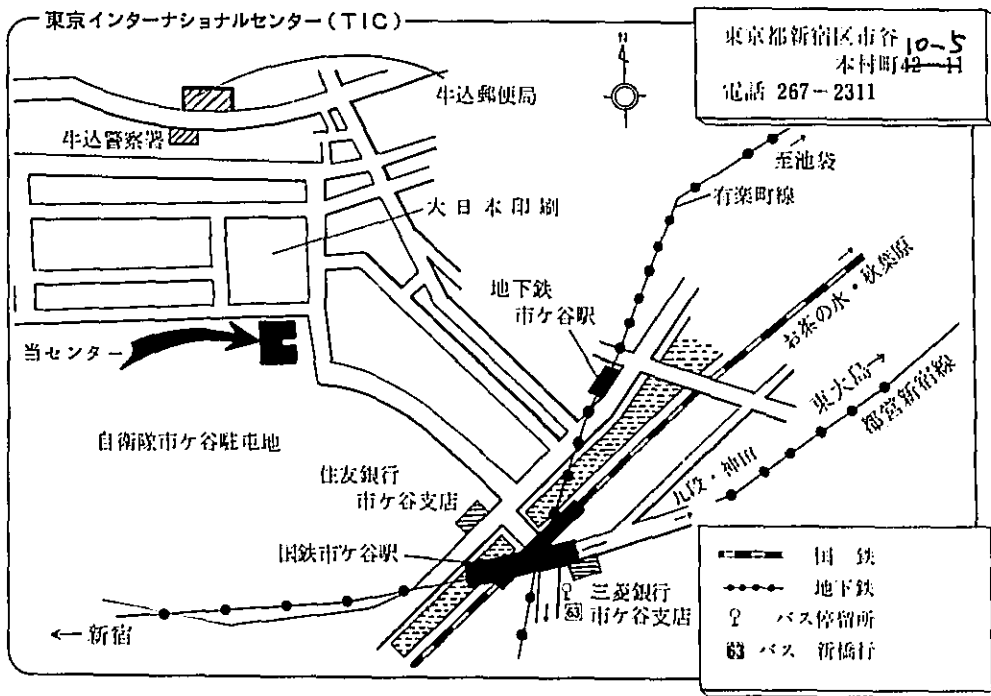 東京インターナショナルセンター(TIC)
東京都新宿区市谷
本村町42-11
10-5
電話 267-2311
N
牛込郵便局
牛込警察署
至池袋
有楽町線
大日本印刷
地下鉄
市ケ谷駅
お茶の水・秋葉原
当センター
東大島
都営新宿線
自衛隊市ケ谷駐屯地
住友銀行
市ケ谷支店
九段・神田
国鉄市ケ谷駅
三菱銀行
市ケ谷支店
63
新宿
国鉄
地下鉄
バス停留所
63 バス 新橋行